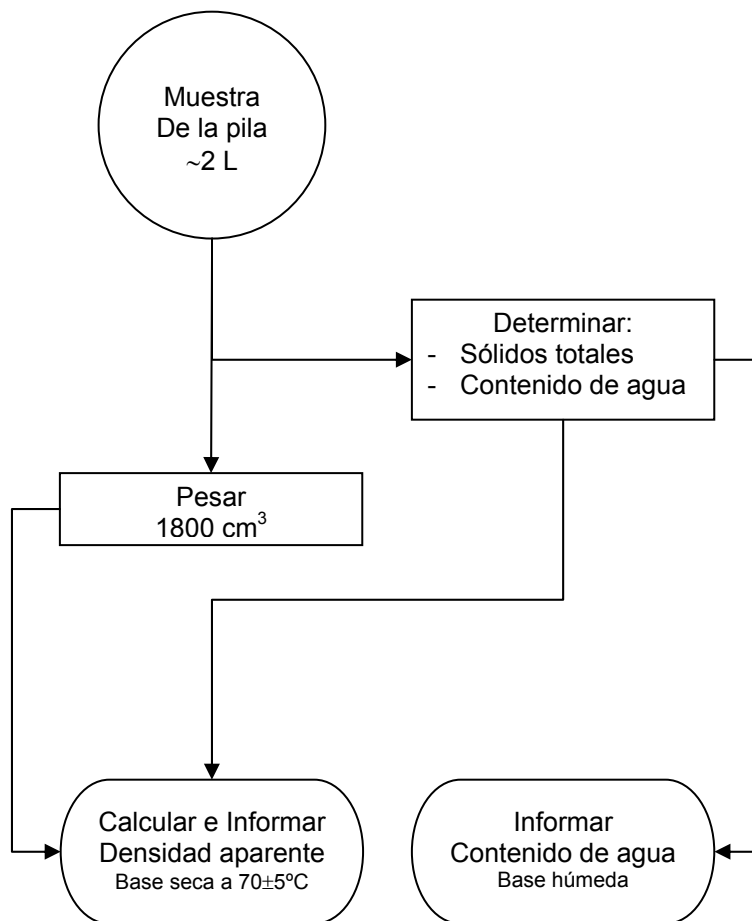 Muestra
De la pila
~2 L
Determinar:
- Sólidos totales
- Contenido de agua
Pesar
1800 cm³
Calcular e Informar
Densidad aparente
Base seca a 70±5ºC
Informar
Contenido de agua
Base húmeda